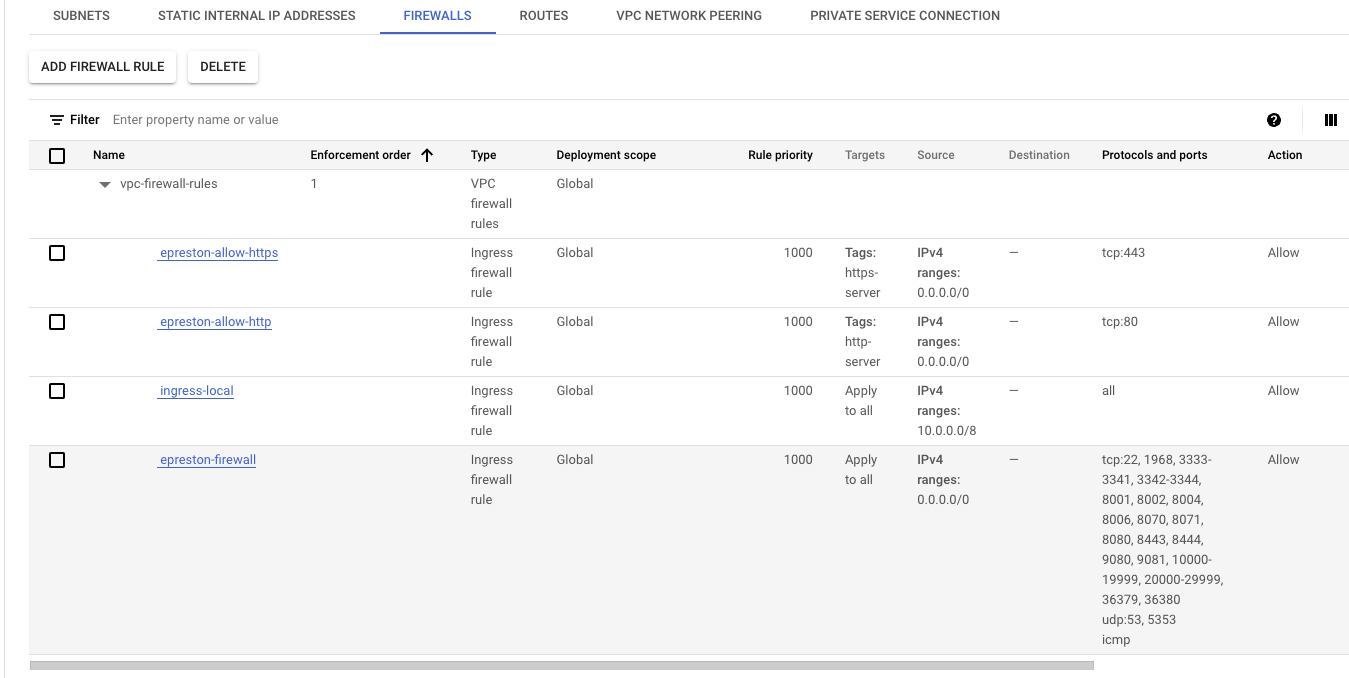 SUBNETS STATIC INTERNAL IP ADDRESSES FIREWALLS ROUTES VPC NETWORK PEERING PRIVATE SERVICE CONNECTION
ADD FIREWALL RULE DELETE
Filter Enter property name or value
Name Enforcement order Type Deployment scope Rule priority Targets Source Destination Protocols and ports Action
vpc-firewall-rules 1 VPC Global
firewall
rules
epreston-allow-https Ingress Global 1000 Tags: IPv4 — tcp:443 Allow
firewall https- ranges:
rule server 0.0.0.0/0
epreston-allow-http Ingress Global 1000 Tags: IPv4 — tcp:80 Allow
firewall http- ranges:
rule server 0.0.0.0/0
ingress-local Ingress Global 1000 Apply IPv4 — all Allow
firewall to all ranges:
rule 10.0.0.0/8
epreston-firewall Ingress Global 1000 Apply IPv4 — tcp:22, 1968, 3333- Allow
firewall to all ranges: 3341, 3342-3344,
rule 0.0.0.0/0 8001, 8002, 8004,
8006, 8070, 8071,
8080, 8443, 8444,
9080, 9081, 10000-
19999, 20000-29999,
36379, 36380
udp:53, 5353
icmp